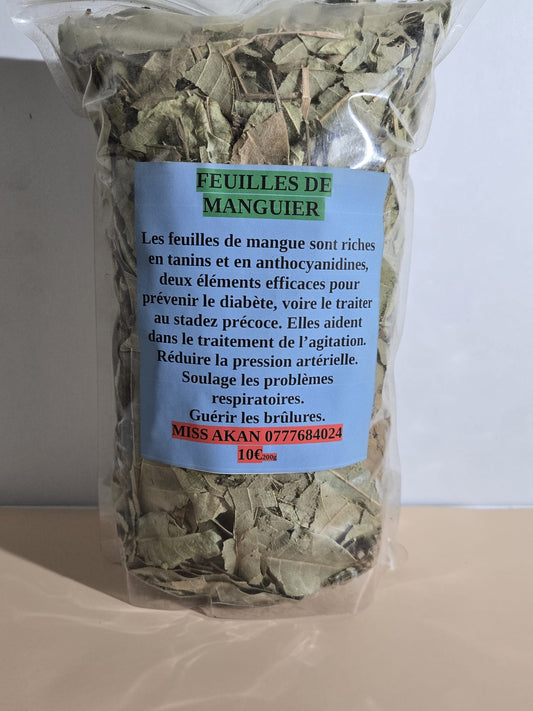 FEUILLES DE
MANGUIER
Les feuilles de mangue sont riches
en tanins et en anthocyanidines,
deux éléments efficaces pour
prévenir le diabète, voire le traiter
au stadez précoce. Elles aident
dans le traitement de l’agitation.
Réduire la pression artérielle.
Soulage les problèmes
respiratoires.
Guérir les brûlures.
MISS AKAN 0777684024
10€200g